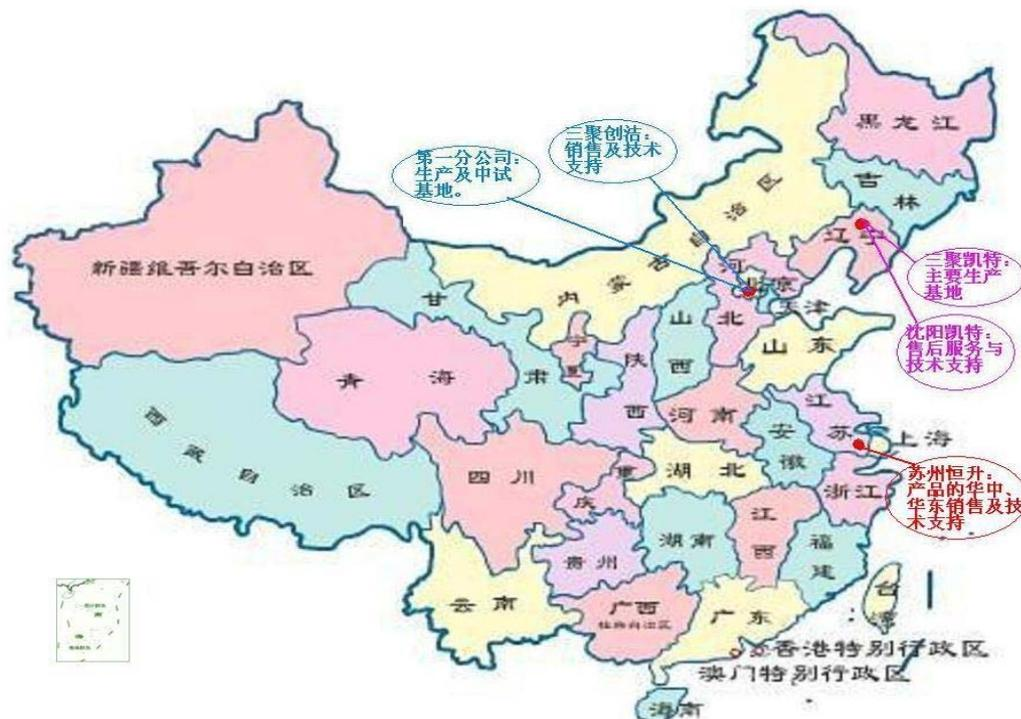 黑龙江
三聚创洁:
销售及技术
支持
第一分公司:
生产及中试
基地。
吉林
内蒙古自治区
辽宁
新疆维吾尔自治区
三聚凯特:
主要生产
基地
河北
北京
天津
甘肃
沈阳凯特:
售后服务与
技术支持
山西
山东
宁夏
陕西
青海
河南
江苏
西藏自治区
安徽
上海
四川
重庆
湖北
浙江
苏州恒升:
产品的华中、
华东销售及技
术支持
湖南
江西
福建
贵州
云南
广西
壮族自治区
广东
台湾
香港特别行政区
澳门特别行政区
海南